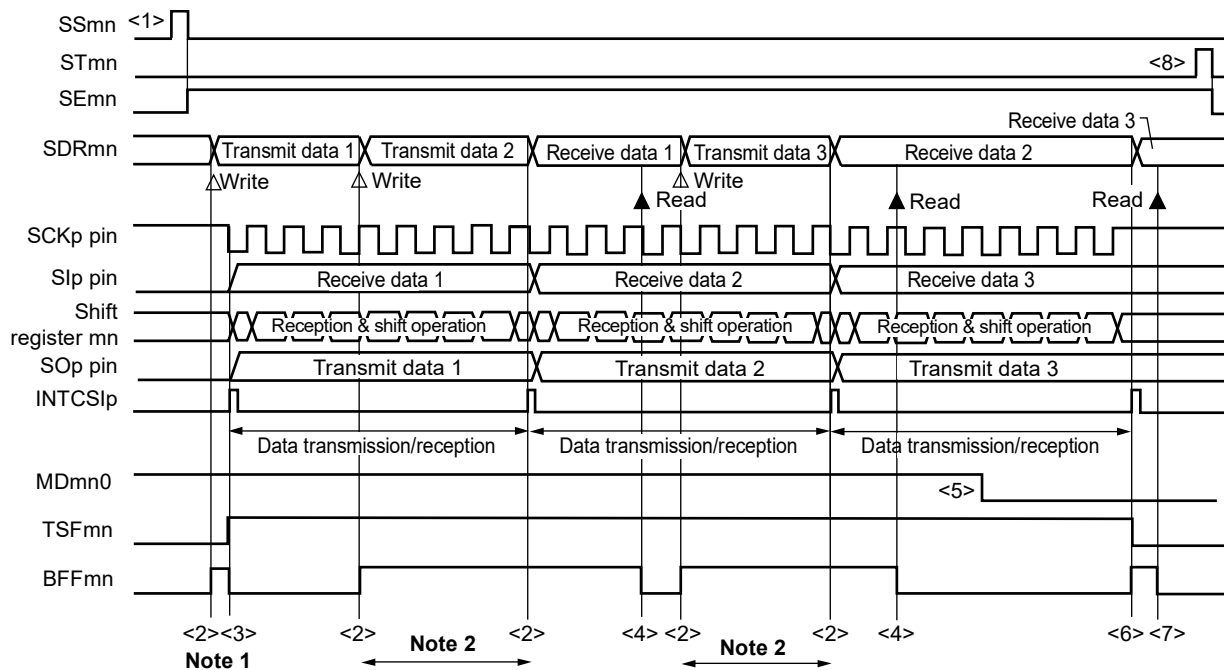 SSmn <1>
STmn <8>
SEmn
Receive data 3
SDRmn Transmit data 1 Transmit data 2 Receive data 1 Transmit data 3 Receive data 2
Write Write Write
Read Read Read
SCKp pin
SIp pin Receive data 1 Receive data 2 Receive data 3
Shift
register mn Reception & shift operation Reception & shift operation Reception & shift operation
SOp pin Transmit data 1 Transmit data 2 Transmit data 3
INTCSIp
Data transmission/reception Data transmission/reception Data transmission/reception
MDmn0 <5>
TSFmn
BFFmn
<2> <3> <2> <2> <4> <2> <2> <4> <6> <7>
Note 1 Note 2 Note 2